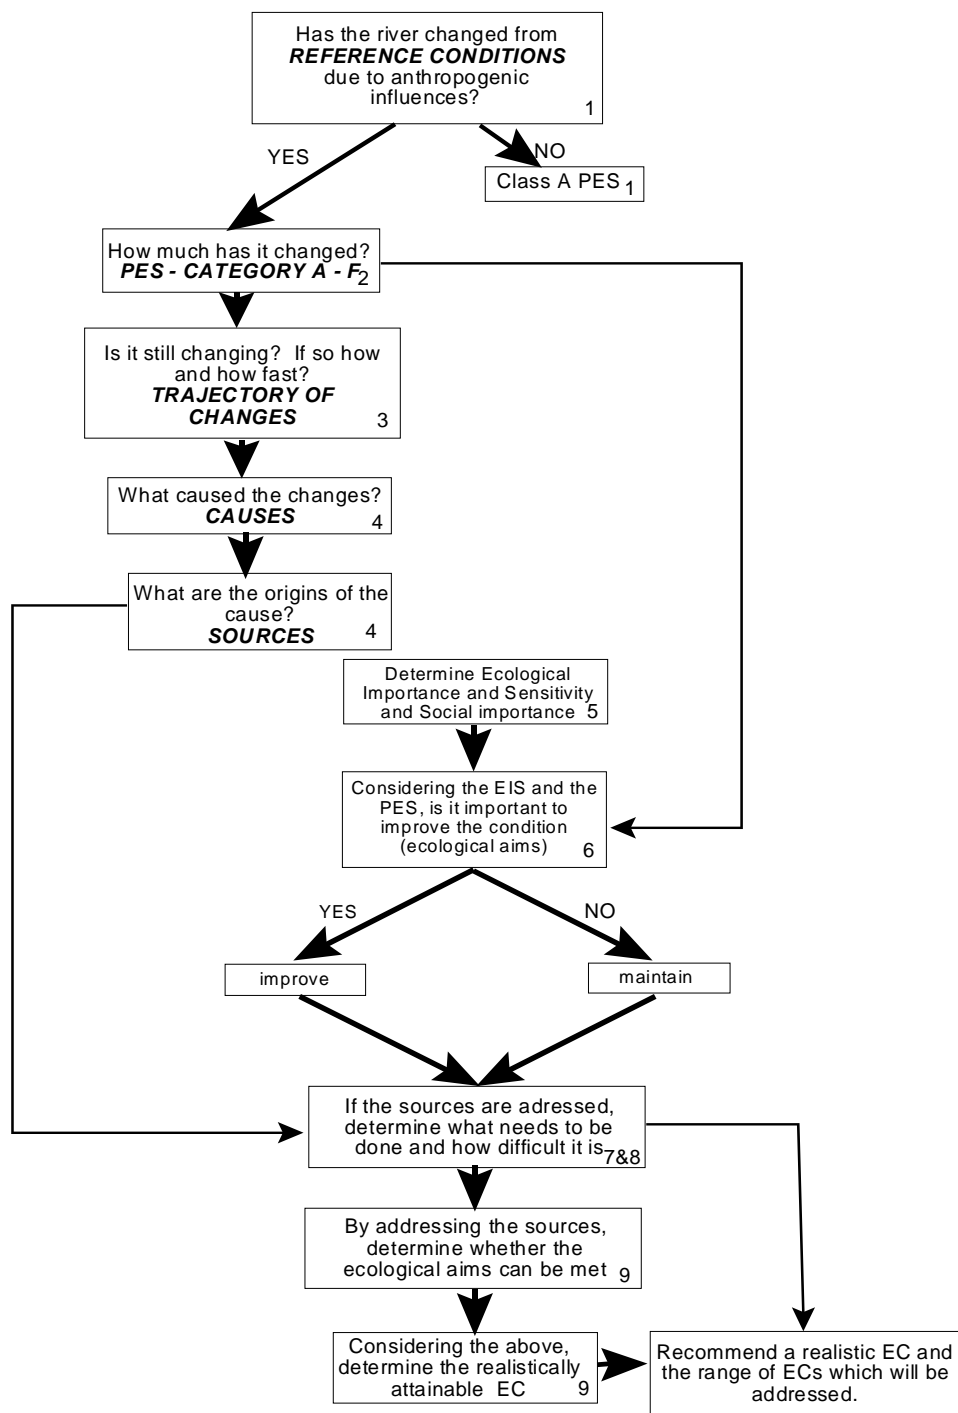 Has the river changed from
REFERENCE CONDITIONS
due to anthropogenic
influences?
1
YES
NO
Class A PES 1
How much has it changed?
PES - CATEGORY A - F 2
Is it still changing? If so how
and how fast?
TRAJECTORY OF
CHANGES 3
What caused the changes?
CAUSES 4
What are the origins of the
cause?
SOURCES 4
Determine Ecological
Importance and Sensitivity
and Social importance 5
Considering the EIS and the
PES, is it important to
improve the condition
(ecological aims) 6
YES
NO
improve
maintain
If the sources are adressed,
determine what needs to be
done and how difficult it is 7&8
By addressing the sources,
determine whether the
ecological aims can be met 9
Considering the above,
determine the realistically
attainable EC 9
Recommend a realistic EC and
the range of ECs which will be
addressed.